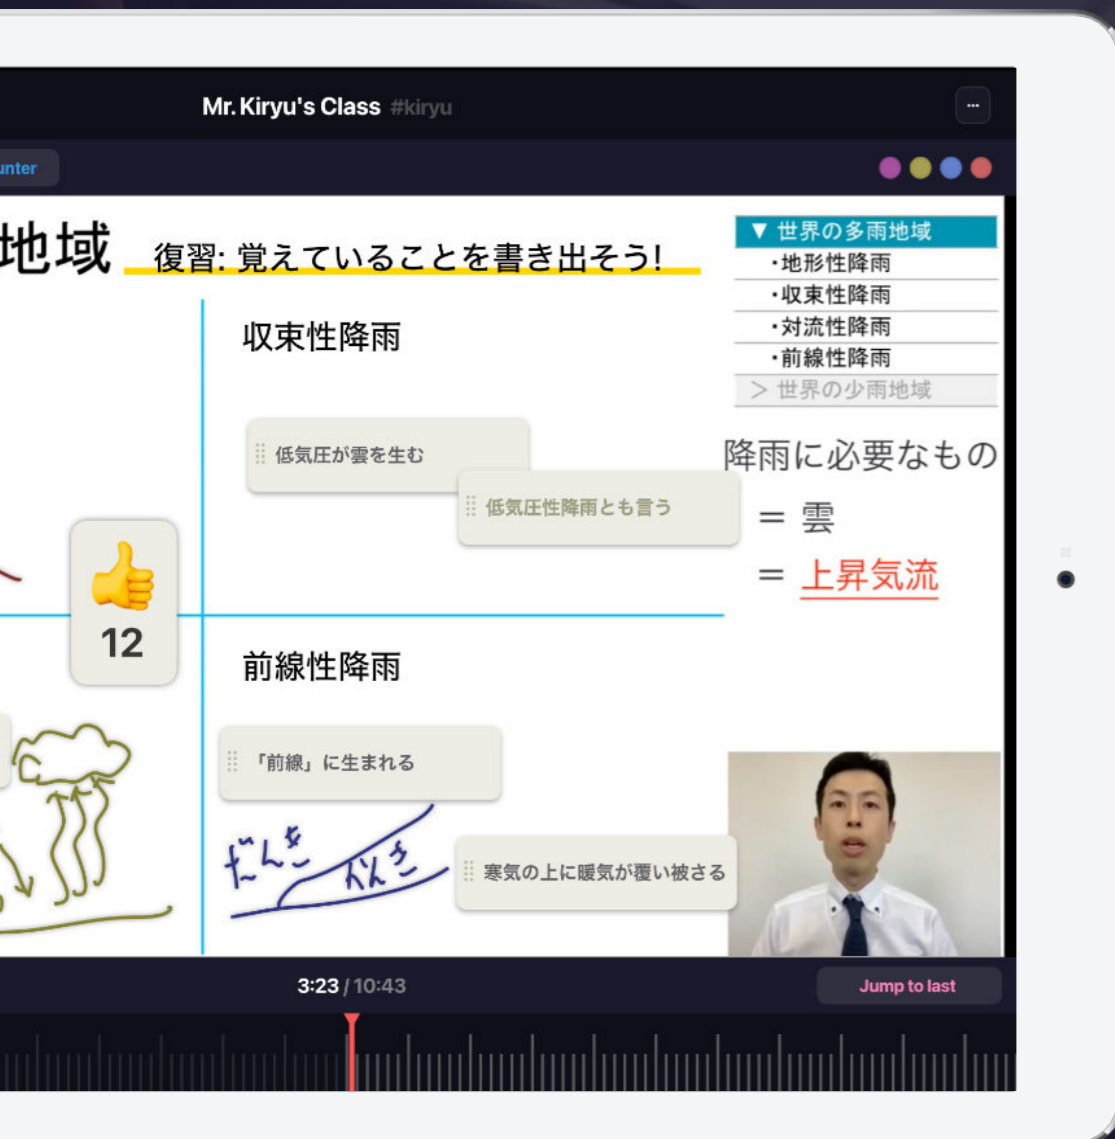 Mr. Kiryu's Class #kiryu
unter
地域
復習: 覚えていることを書き出そう!
▼ 世界の多雨地域
・地形性降雨
・収束性降雨
・対流性降雨
・前線性降雨
＞ 世界の少雨地域
収束性降雨
低気圧が雲を生む
低気圧性降雨とも言う
降雨に必要なもの
＝ 雲
＝ 上昇気流
12
前線性降雨
「前線」に生まれる
だんき
かんき
寒気の上に暖気が覆い被さる
3:23 / 10:43
Jump to last